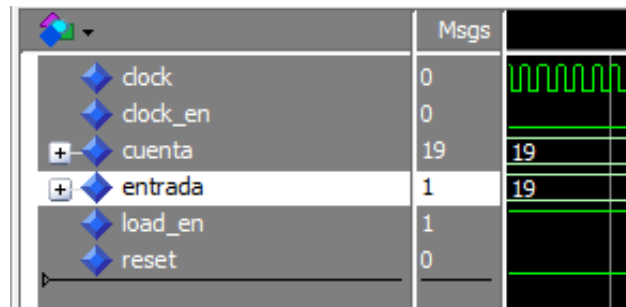 Msgs
clock 0
clock_en 0
cuenta 19 19
entrada 1 19
load_en 1
reset 0